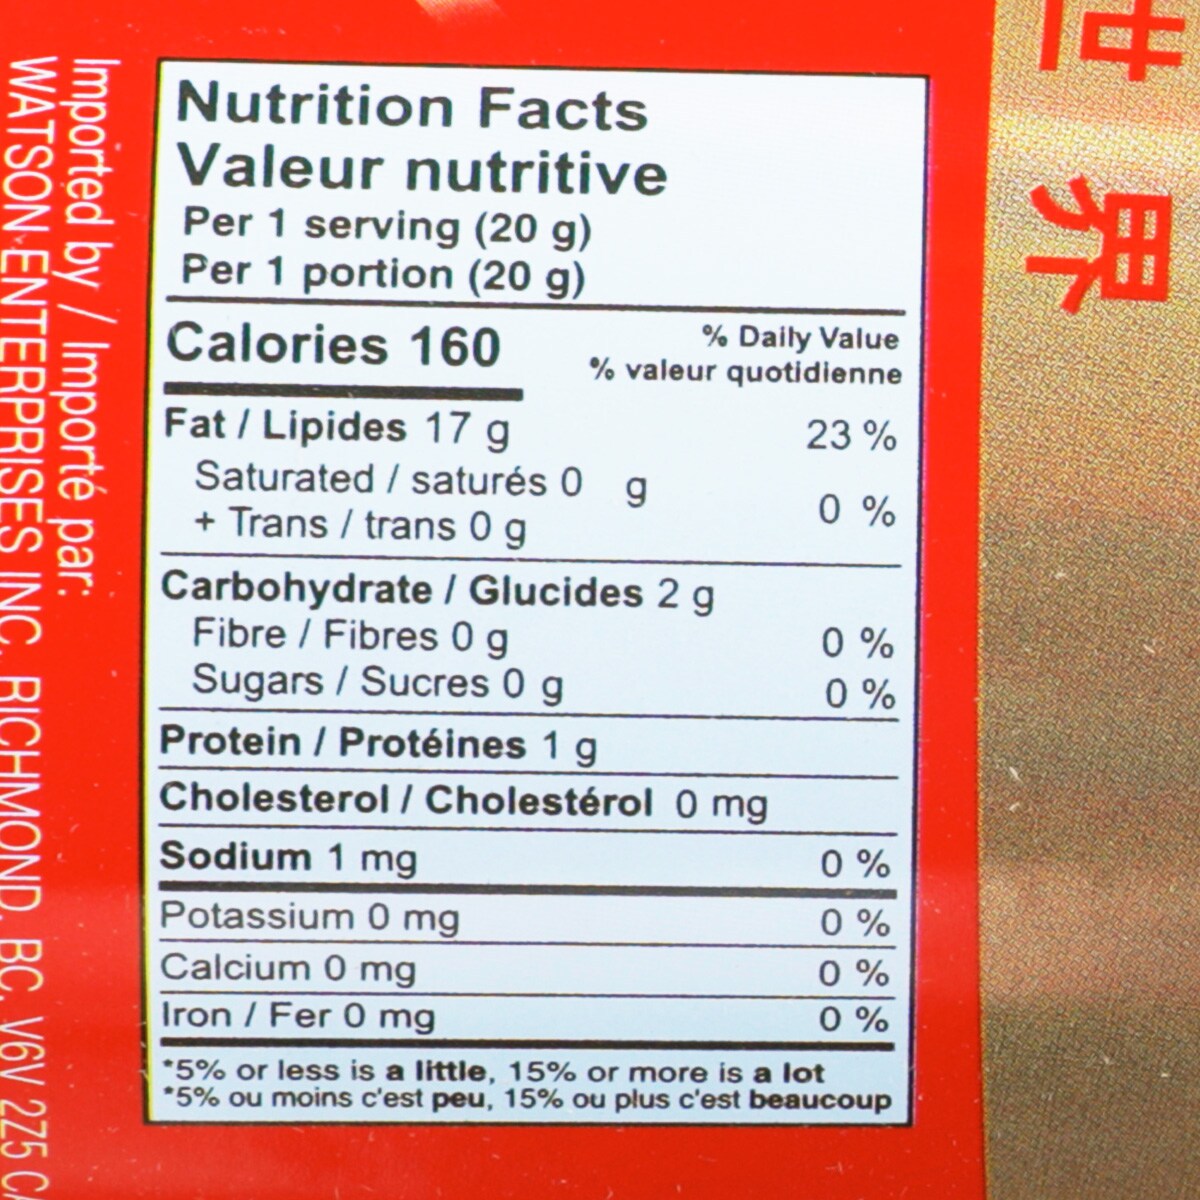 Nutrition Facts
Valeur nutritive
Per 1 serving (20 g)
Per 1 portion (20 g)
Calories 160
% Daily Value
% valeur quotidienne
Fat / Lipides 17 g 23 %
Saturated / saturés 0 g
+ Trans / trans 0 g
0 %
Carbohydrate / Glucides 2 g
Fibre / Fibres 0 g 0 %
Sugars / Sucres 0 g 0 %
Protein / Protéines 1 g
Cholesterol / Cholestérol 0 mg
Sodium 1 mg 0 %
Potassium 0 mg 0 %
Calcium 0 mg 0 %
Iron / Fer 0 mg 0 %
*5% or less is a little, 15% or more is a lot
*5% ou moins c'est peu, 15% ou plus c'est beaucoup
Imported by / Importé par:
WATSON ENTERPRISES INC. RICHMOND, BC, V6V 2Z5
世
界